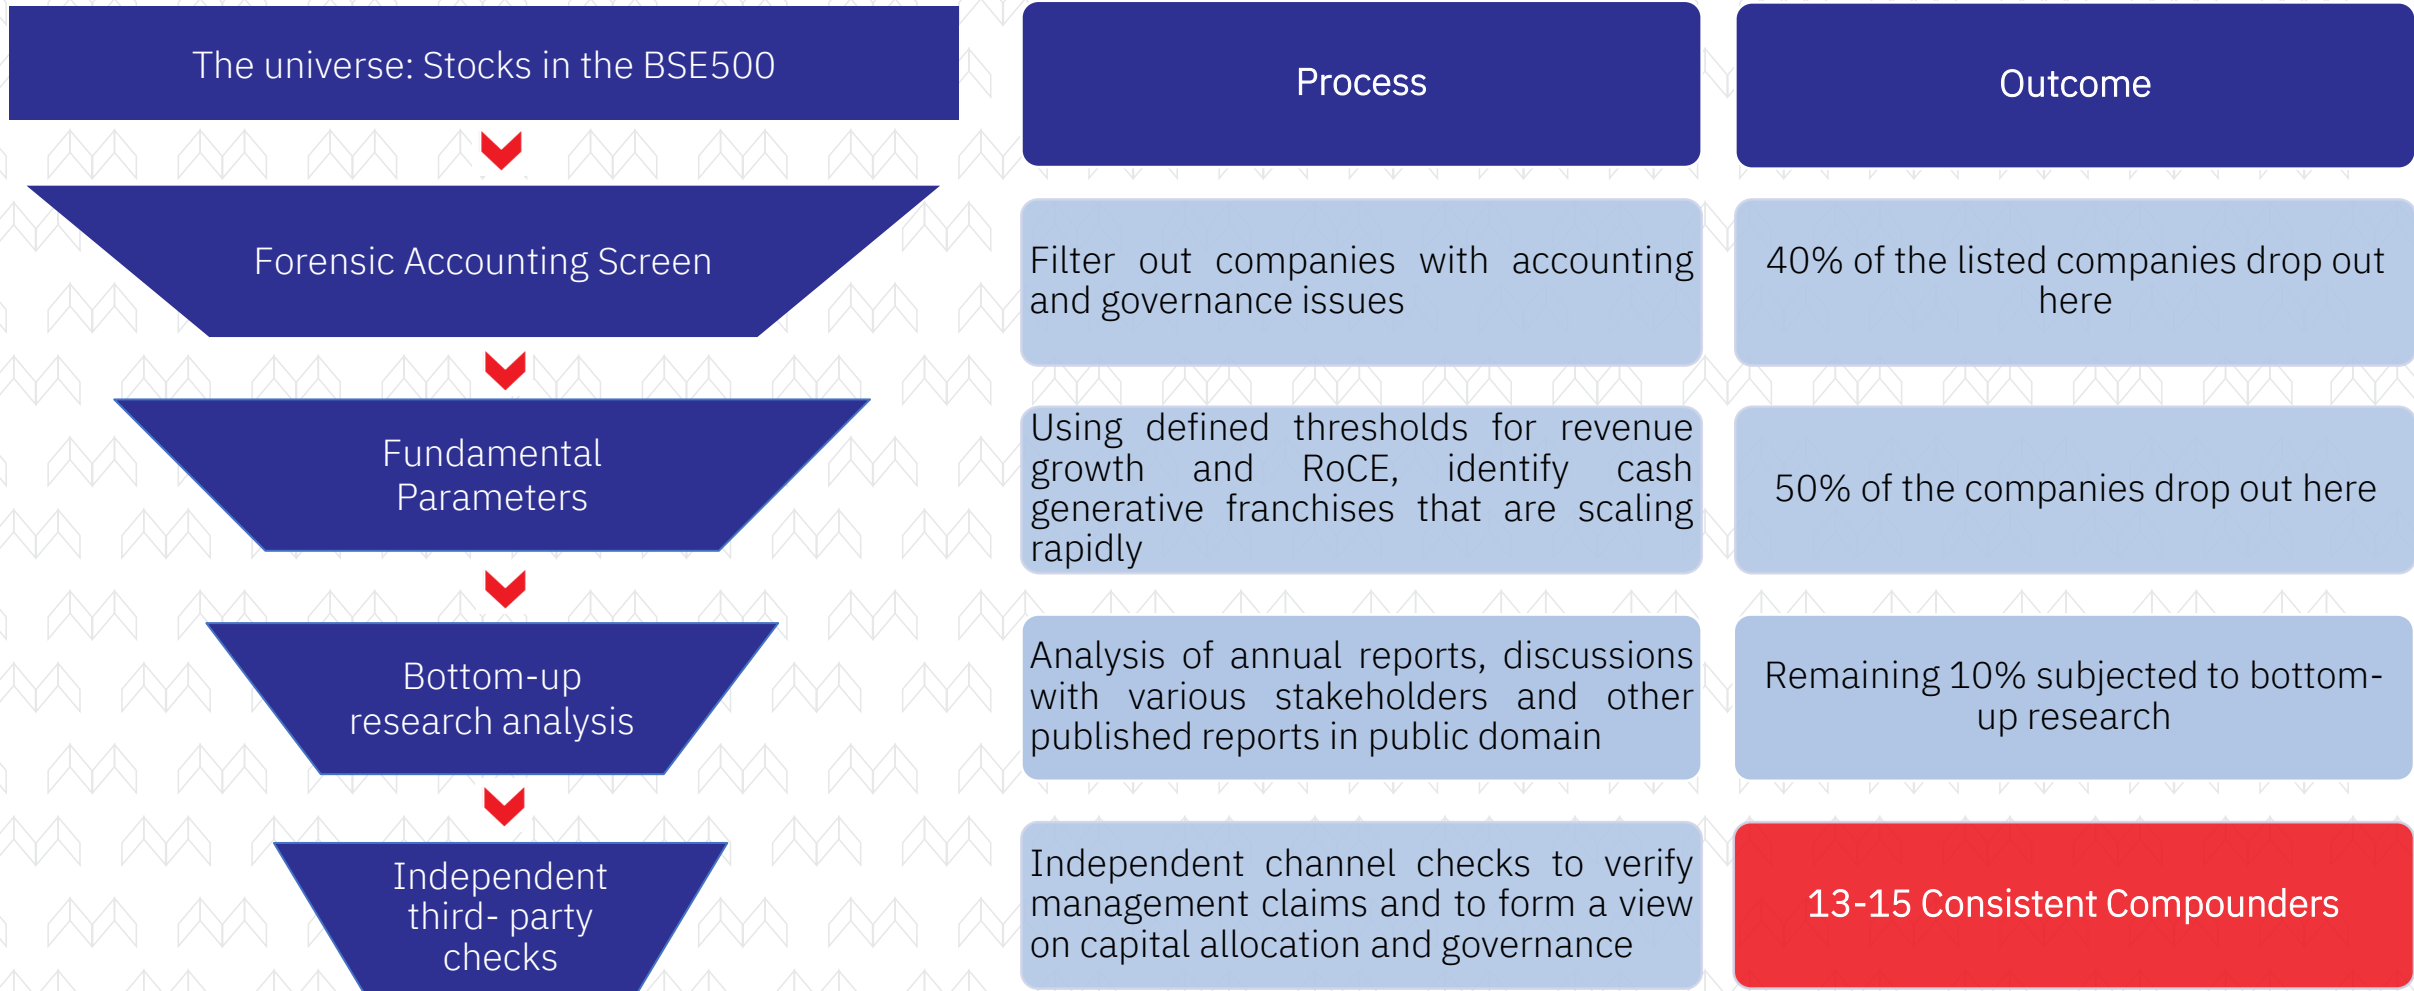 The universe: Stocks in the BSE500
Process
Outcome
Forensic Accounting Screen
Filter out companies with accounting
and governance issues
40% of the listed companies drop out
here
Fundamental
Parameters
Using defined thresholds for revenue
growth and RoCE, identify cash
generative franchises that are scaling
rapidly
50% of the companies drop out here
Bottom-up
research analysis
Analysis of annual reports, discussions
with various stakeholders and other
published reports in public domain
Remaining 10% subjected to bottom-
up research
Independent
third- party
checks
Independent channel checks to verify
management claims and to form a view
on capital allocation and governance
13-15 Consistent Compounders